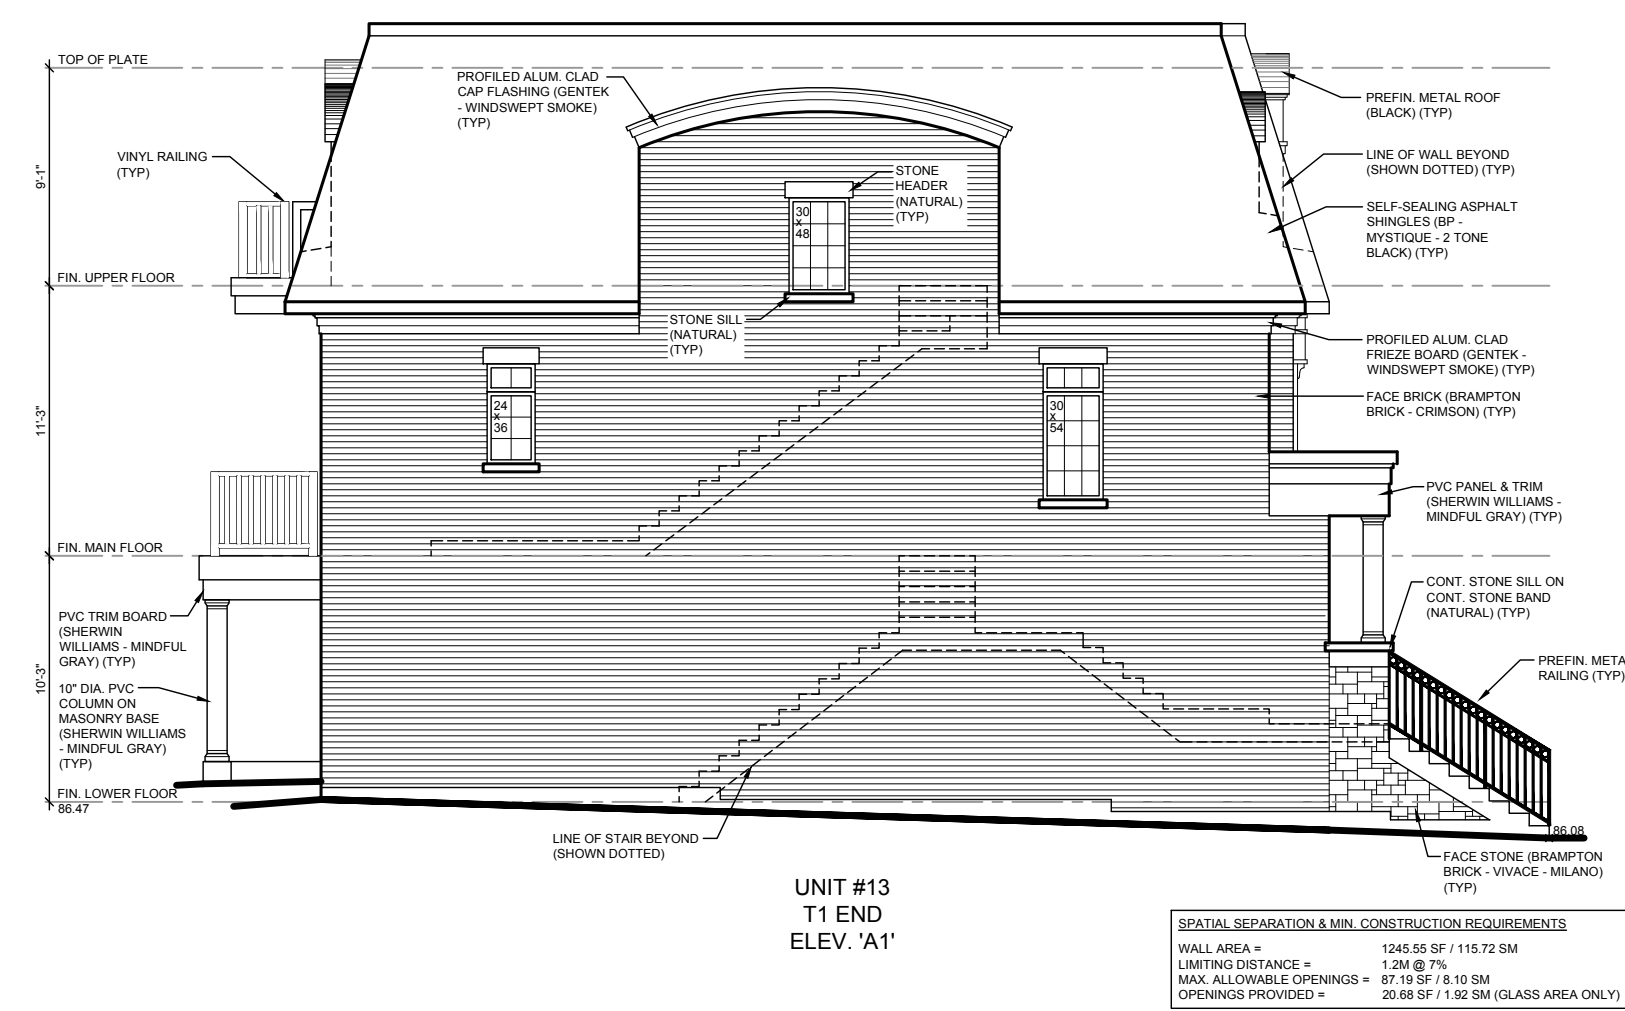 TOP OF PLATE
PROFILED ALUM. CLAD
CAP FLASHING (GENTEK
- WINDSWEPT SMOKE)
(TYP)
PREFIN. METAL ROOF
(BLACK) (TYP)
VINYL RAILING
(TYP)
9'-1"
STONE
HEADER
(NATURAL)
(TYP)
LINE OF WALL BEYOND
(SHOWN DOTTED) (TYP)
30
x
48
SELF-SEALING ASPHALT
SHINGLES (BP -
MYSTIQUE - 2 TONE
BLACK) (TYP)
FIN. UPPER FLOOR
STONE SILL
(NATURAL)
(TYP)
PROFILED ALUM. CLAD
FRIEZE BOARD (GENTEK -
WINDSWEPT SMOKE) (TYP)
24
x
36
30
x
54
FACE BRICK (BRAMPTON
BRICK - CRIMSON) (TYP)
11'-3"
PVC PANEL & TRIM
(SHERWIN WILLIAMS -
MINDFUL GRAY) (TYP)
FIN. MAIN FLOOR
CONT. STONE SILL ON
CONT. STONE BAND
(NATURAL) (TYP)
PVC TRIM BOARD
(SHERWIN
WILLIAMS - MINDFUL
GRAY) (TYP)
10'-3"
PREFIN. META
RAILING (TYP)
10" DIA. PVC
COLUMN ON
MASONRY BASE
(SHERWIN WILLIAMS
- MINDFUL GRAY)
(TYP)
FIN. LOWER FLOOR
86.47
LINE OF STAIR BEYOND
(SHOWN DOTTED)
86.08
FACE STONE (BRAMPTON
BRICK - VIVACE - MILANO)
(TYP)
UNIT #13
T1 END
ELEV. 'A1'
SPATIAL SEPARATION & MIN. CONSTRUCTION REQUIREMENTS
WALL AREA = 1245.55 SF / 115.72 SM
LIMITING DISTANCE = 1.2M @ 7%
MAX. ALLOWABLE OPENINGS = 87.19 SF / 8.10 SM
OPENINGS PROVIDED = 20.68 SF / 1.92 SM (GLASS AREA ONLY)